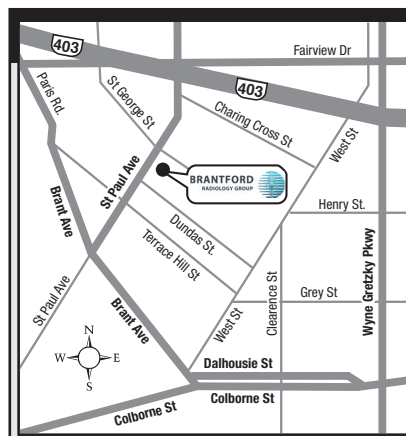 403
Fairview Dr
403
Paris Rd.
St George St
Charing Cross St
West St
St Paul Ave
BRANTFORD
RADIOLOGY GROUP
Brant Ave
Dundas St.
Henry St.
Terrace Hill St
Wyne Gretzky Pkwy
St Paul Ave
Brant Ave
West St
Clearence St
Grey St
N
W
E
S
Dalhousie St
Colborne St
Colborne St